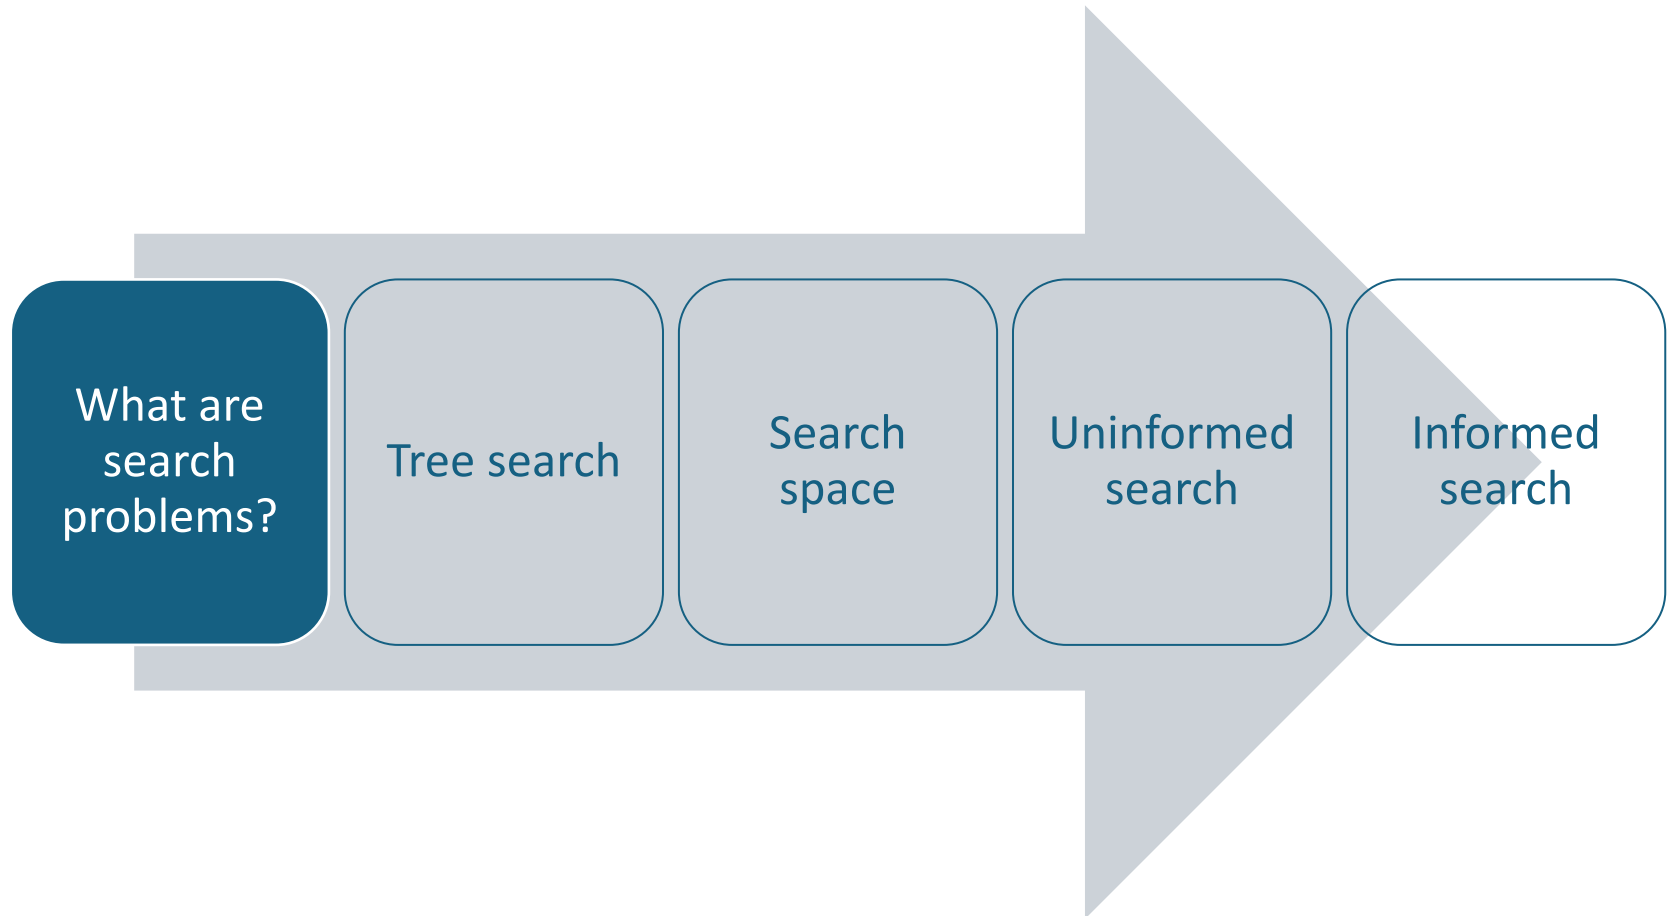 What are
search
problems?
Tree search
Search
space
Uninformed
search
Informed
search